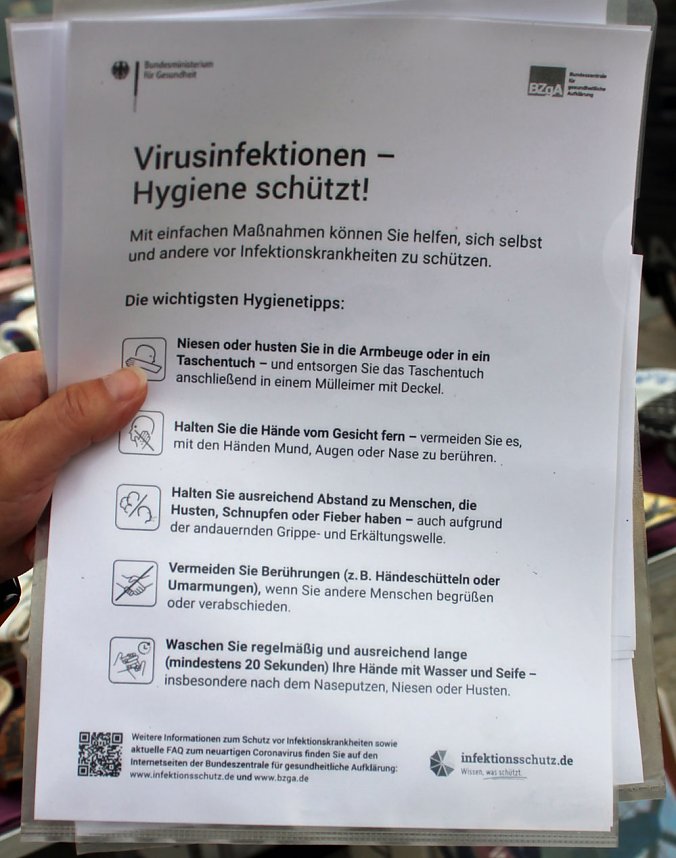 Bundesministerium
für Gesundheit
BZgA
Bundeszentrale
für
gesundheitliche
Aufklärung
Virusinfektionen –
Hygiene schützt!
Mit einfachen Maßnahmen können Sie helfen, sich selbst
und andere vor Infektionskrankheiten zu schützen.
Die wichtigsten Hygienetipps:
Niesen oder husten Sie in die Armbeuge oder in ein
Taschentuch – und entsorgen Sie das Taschentuch
anschließend in einem Mülleimer mit Deckel.
Halten Sie die Hände vom Gesicht fern – vermeiden Sie es,
mit den Händen Mund, Augen oder Nase zu berühren.
Halten Sie ausreichend Abstand zu Menschen, die
Husten, Schnupfen oder Fieber haben – auch aufgrund
der andauernden Grippe- und Erkältungswelle.
Vermeiden Sie Berührungen (z. B. Händeschütteln oder
Umarmungen), wenn Sie andere Menschen begrüßen
oder verabschieden.
Waschen Sie regelmäßig und ausreichend lange
(mindestens 20 Sekunden) Ihre Hände mit Wasser und Seife –
insbesondere nach dem Naseputzen, Niesen oder Husten.
Weitere Informationen zum Schutz vor Infektionskrankheiten sowie
aktuelle FAQ zum neuartigen Coronavirus finden Sie auf den
Internetseiten der Bundeszentrale für gesundheitliche Aufklärung:
www.infektionsschutz.de und www.bzga.de
infektionsschutz.de
Wissen, was schützt.